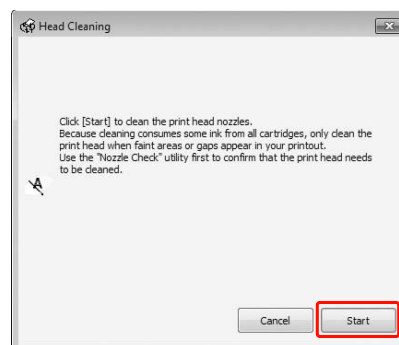 Head Cleaning
Click [Start] to clean the print head nozzles.
Because cleaning consumes some ink from all cartridges, only clean the
print head when faint areas or gaps appear in your printout.
Use the "Nozzle Check" utility first to confirm that the print head needs
to be cleaned.
A
Cancel Start